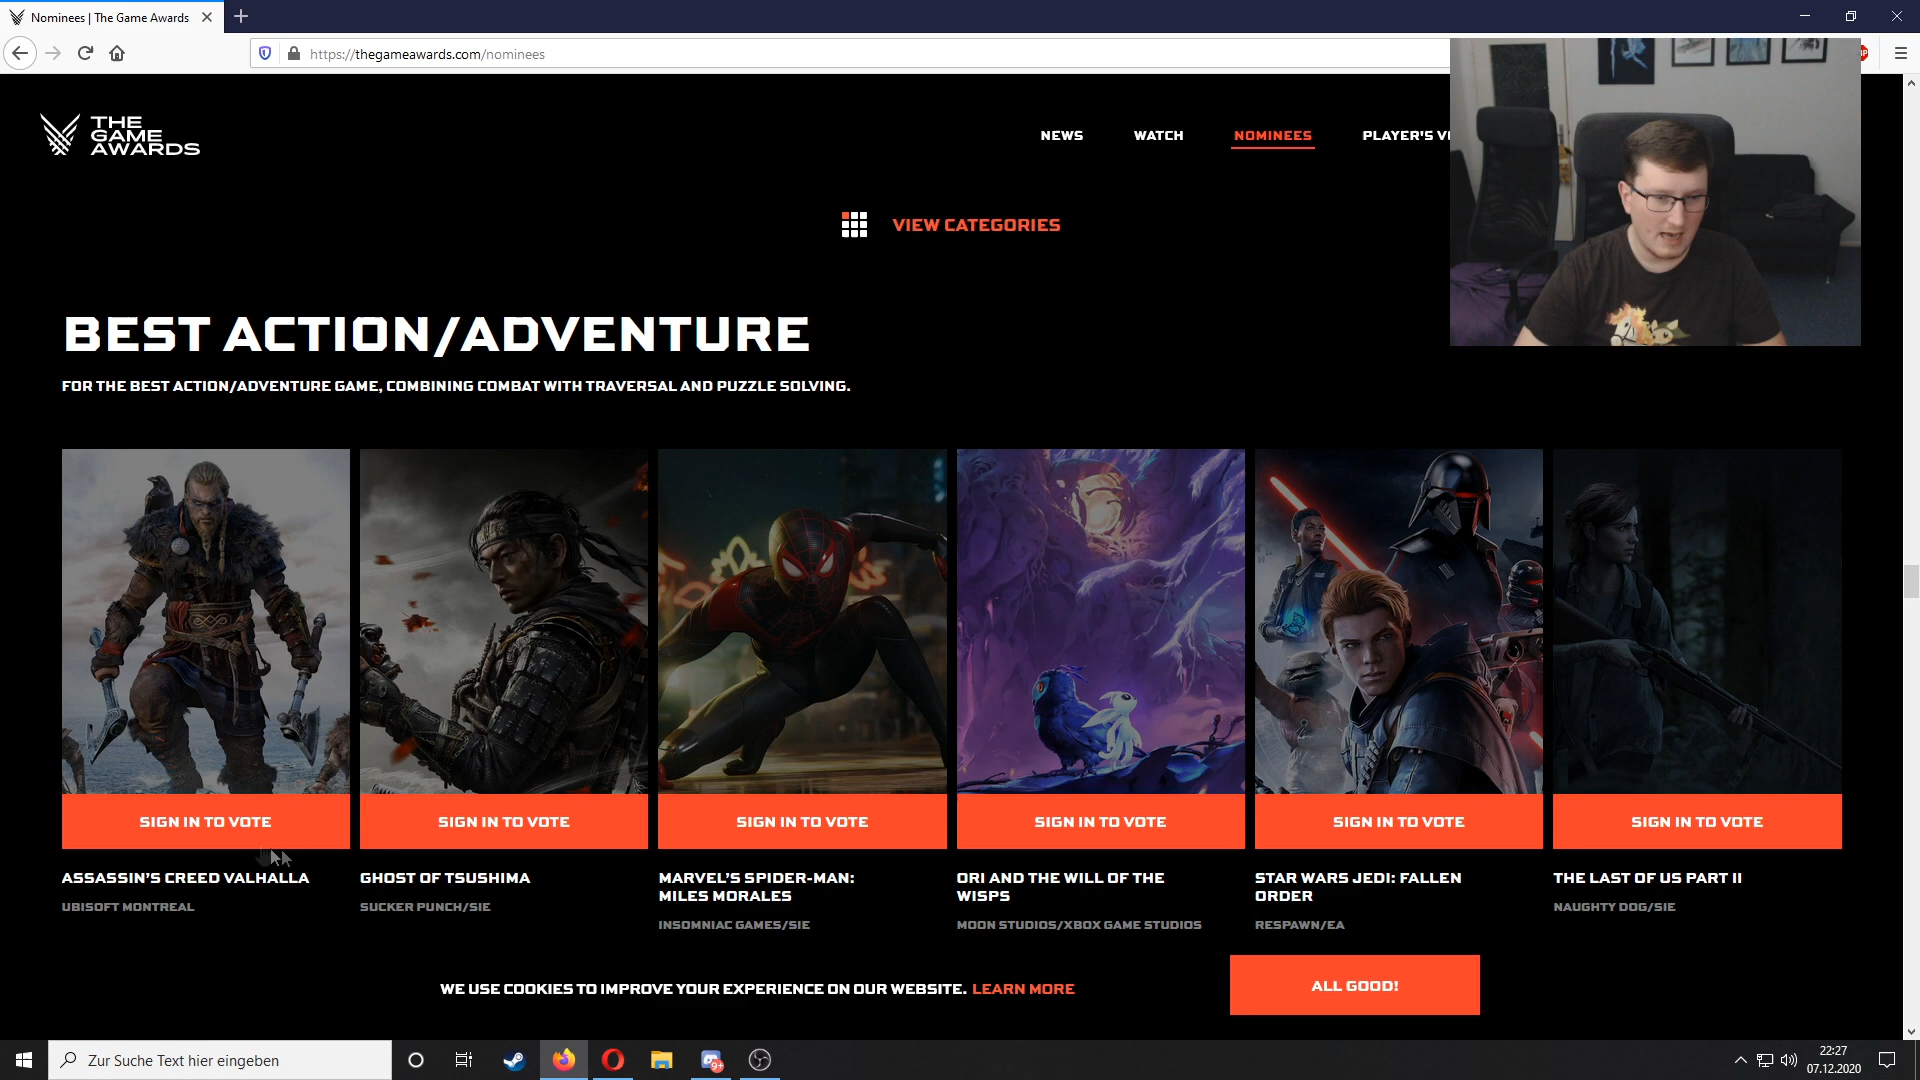 Nominees | The Game Awards
https://thegameawards.com/nominees
THE GAME AWARDS
NEWS
WATCH
NOMINEES
PLAYER'S
VIEW CATEGORIES
BEST ACTION/ADVENTURE
FOR THE BEST ACTION/ADVENTURE GAME, COMBINING COMBAT WITH TRAVERSAL AND PUZZLE SOLVING.
SIGN IN TO VOTE
SIGN IN TO VOTE
SIGN IN TO VOTE
SIGN IN TO VOTE
SIGN IN TO VOTE
SIGN IN TO VOTE
ASSASSIN'S CREED VALHALLA
UBISOFT MONTREAL
GHOST OF TSUSHIMA
SUCKER PUNCH/SIE
MARVEL'S SPIDER-MAN:
MILES MORALES
INSOMNIAC GAMES/SIE
ORI AND THE WILL OF THE
WISPS
MOON STUDIOS/XBOX GAME STUDIOS
STAR WARS JEDI: FALLEN
ORDER
RESPAWN/EA
THE LAST OF US PART II
NAUGHTY DOG/SIE
WE USE COOKIES TO IMPROVE YOUR EXPERIENCE ON OUR WEBSITE. LEARN MORE
ALL GOOD!
Zur Suche Text hier eingeben
9+
22:27
07.12.2020